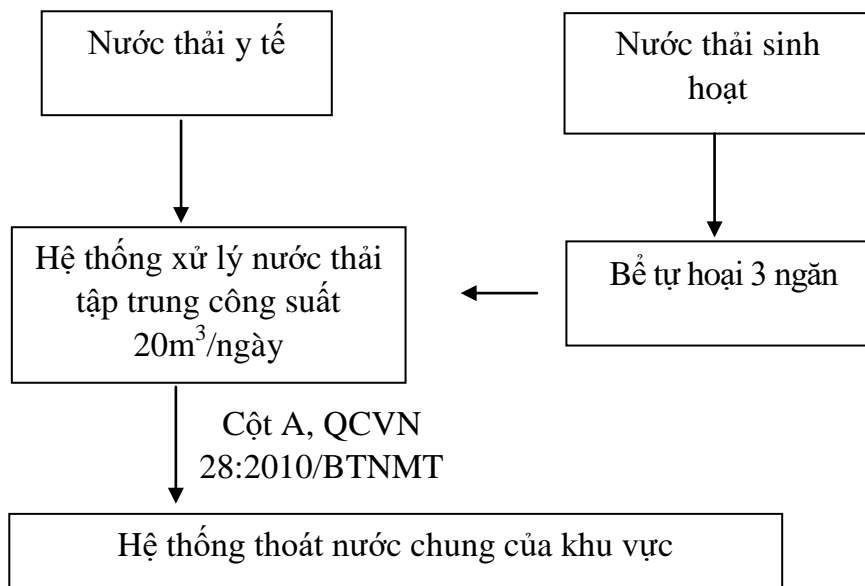 Nước thải y tế
Nước thải sinh
hoạt
Hệ thống xử lý nước thải
tập trung công suất
20m³/ngày
Bể tự hoại 3 ngăn
Cột A, QCVN
28:2010/BTNMT
Hệ thống thoát nước chung của khu vực